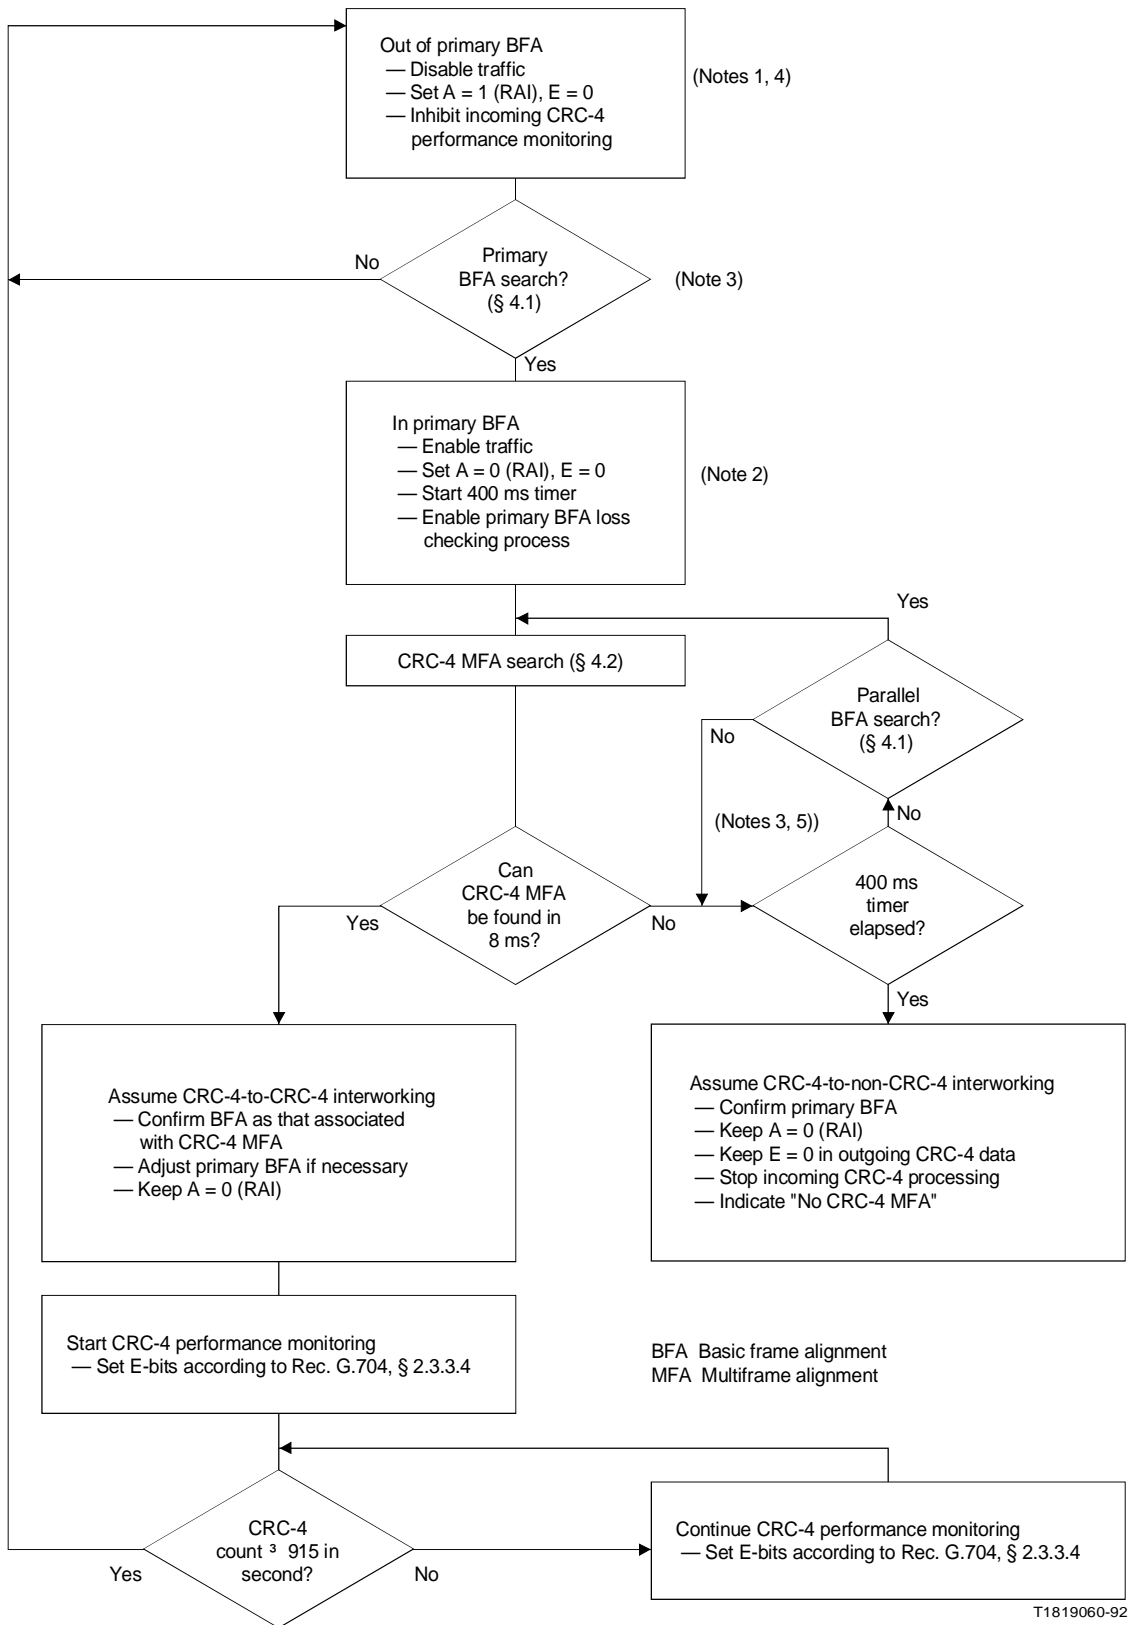 Out of primary BFA
— Disable traffic
— Set A = 1 (RAI), E = 0
— Inhibit incoming CRC-4
performance monitoring
(Notes 1, 4)
Primary
BFA search?
(§ 4.1)
No
(Note 3)
Yes
In primary BFA
— Enable traffic
— Set A = 0 (RAI), E = 0
— Start 400 ms timer
— Enable primary BFA loss
checking process
(Note 2)
Yes
CRC-4 MFA search (§ 4.2)
Parallel
BFA search?
(§ 4.1)
No
No
(Notes 3, 5))
Can
CRC-4 MFA
be found in
8 ms?
Yes
No
400 ms
timer
elapsed?
Yes
Assume CRC-4-to-CRC-4 interworking
— Confirm BFA as that associated
with CRC-4 MFA
— Adjust primary BFA if necessary
— Keep A = 0 (RAI)
Assume CRC-4-to-non-CRC-4 interworking
— Confirm primary BFA
— Keep A = 0 (RAI)
— Keep E = 0 in outgoing CRC-4 data
— Stop incoming CRC-4 processing
— Indicate "No CRC-4 MFA"
Start CRC-4 performance monitoring
— Set E-bits according to Rec. G.704, § 2.3.3.4
BFA Basic frame alignment
MFA Multiframe alignment
CRC-4
count ³ 915 in
second?
Yes
No
Continue CRC-4 performance monitoring
— Set E-bits according to Rec. G.704, § 2.3.3.4
T1819060-92